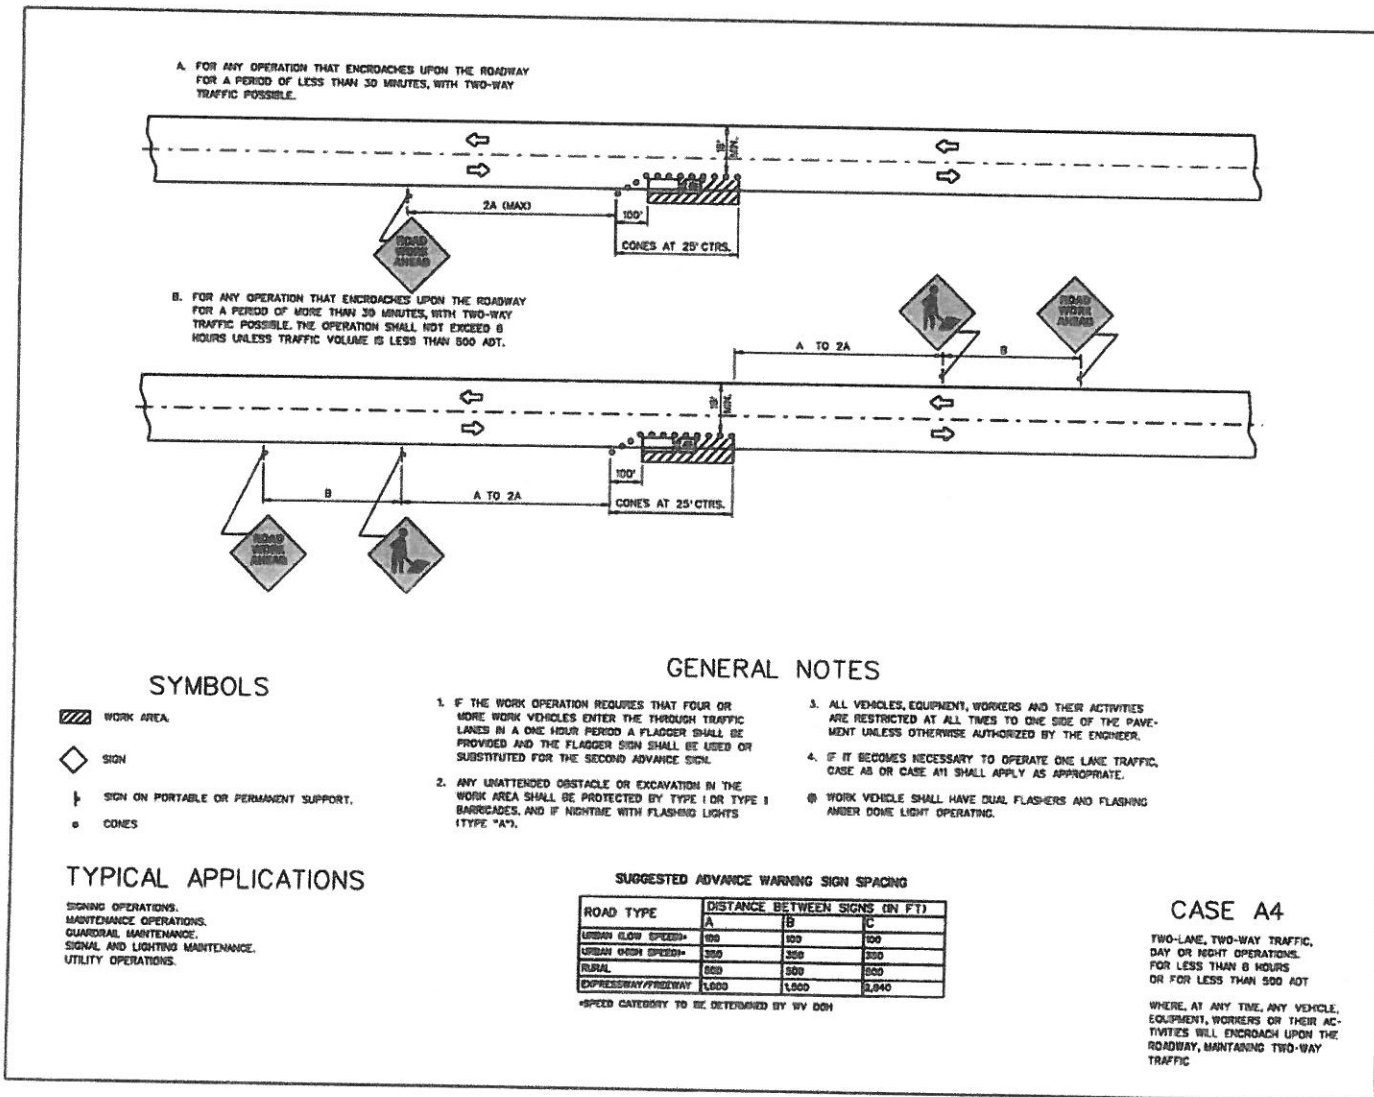 A. FOR ANY OPERATION THAT ENCROACHES UPON THE ROADWAY
FOR A PERIOD OF LESS THAN 30 MINUTES, WITH TWO-WAY
TRAFFIC POSSIBLE.
MIN.
2A (MAX)
100'
CONES AT 25' CTRS.
ROAD
WORK
AHEAD
B. FOR ANY OPERATION THAT ENCROACHES UPON THE ROADWAY
FOR A PERIOD OF MORE THAN 30 MINUTES, WITH TWO-WAY
TRAFFIC POSSIBLE. THE OPERATION SHALL NOT EXCEED 8
HOURS UNLESS TRAFFIC VOLUME IS LESS THAN 500 ADT.
ROAD
WORK
AHEAD
A TO 2A
B
MIN.
100'
B
A TO 2A
CONES AT 25' CTRS.
ROAD
WORK
AHEAD
SYMBOLS
WORK AREA.
SIGN
SIGN ON PORTABLE OR PERMANENT SUPPORT.
CONES
GENERAL NOTES
1. IF THE WORK OPERATION REQUIRES THAT FOUR OR
MORE WORK VEHICLES ENTER THE THROUGH TRAFFIC
LANES IN A ONE HOUR PERIOD A FLAGGER SHALL BE
PROVIDED AND THE FLAGGER SIGN SHALL BE USED OR
SUBSTITUTED FOR THE SECOND ADVANCE SIGN.
2. ANY UNATTENDED OBSTACLE OR EXCAVATION IN THE
WORK AREA SHALL BE PROTECTED BY TYPE I OR TYPE
BARRICADES, AND IF NIGHTIME WITH FLASHING LIGHTS
(TYPE "A").
3. ALL VEHICLES, EQUIPMENT, WORKERS AND THEIR ACTIVITIES
ARE RESTRICTED AT ALL TIMES TO ONE SIDE OF THE PAVE-
MENT UNLESS OTHERWISE AUTHORIZED BY THE ENGINEER.
4. IF IT BECOMES NECESSARY TO OPERATE ONE LANE TRAFFIC,
CASE OR CASE A11 SHALL APPLY AS APPROPRIATE.
WORK VEHICLE SHALL HAVE DUAL FLASHERS AND FLASHING
AMBER DOME LIGHT OPERATING.
TYPICAL APPLICATIONS
SIGNING OPERATIONS.
MAINTENANCE OPERATIONS.
GUARDRAIL MAINTENANCE.
SIGNAL AND LIGHTING MAINTENANCE.
UTILITY OPERATIONS.
SUGGESTED ADVANCE WARNING SIGN SPACING
ROAD TYPE DISTANCE BETWEEN SIGNS (IN FT)
A B C
URBAN (LOW SPEED)* 100 100 100
URBAN (HIGH SPEED)* 350 350 350
RURAL 500 500 500
EXPRESSWAY/FREEWAY 1,000 1,500 2,640
*SPEED CATEGORY TO BE DETERMINED BY WV DOH
CASE A4
TWO-LANE, TWO-WAY TRAFFIC,
DAY OR NIGHT OPERATIONS.
FOR LESS THAN 8 HOURS
OR FOR LESS THAN 500 ADT
WHERE, AT ANY TIME, ANY VEHICLE,
EQUIPMENT, WORKERS OR THEIR AC-
TIVITIES WILL ENCROACH UPON THE
ROADWAY, MAINTAINING TWO-WAY
TRAFFIC